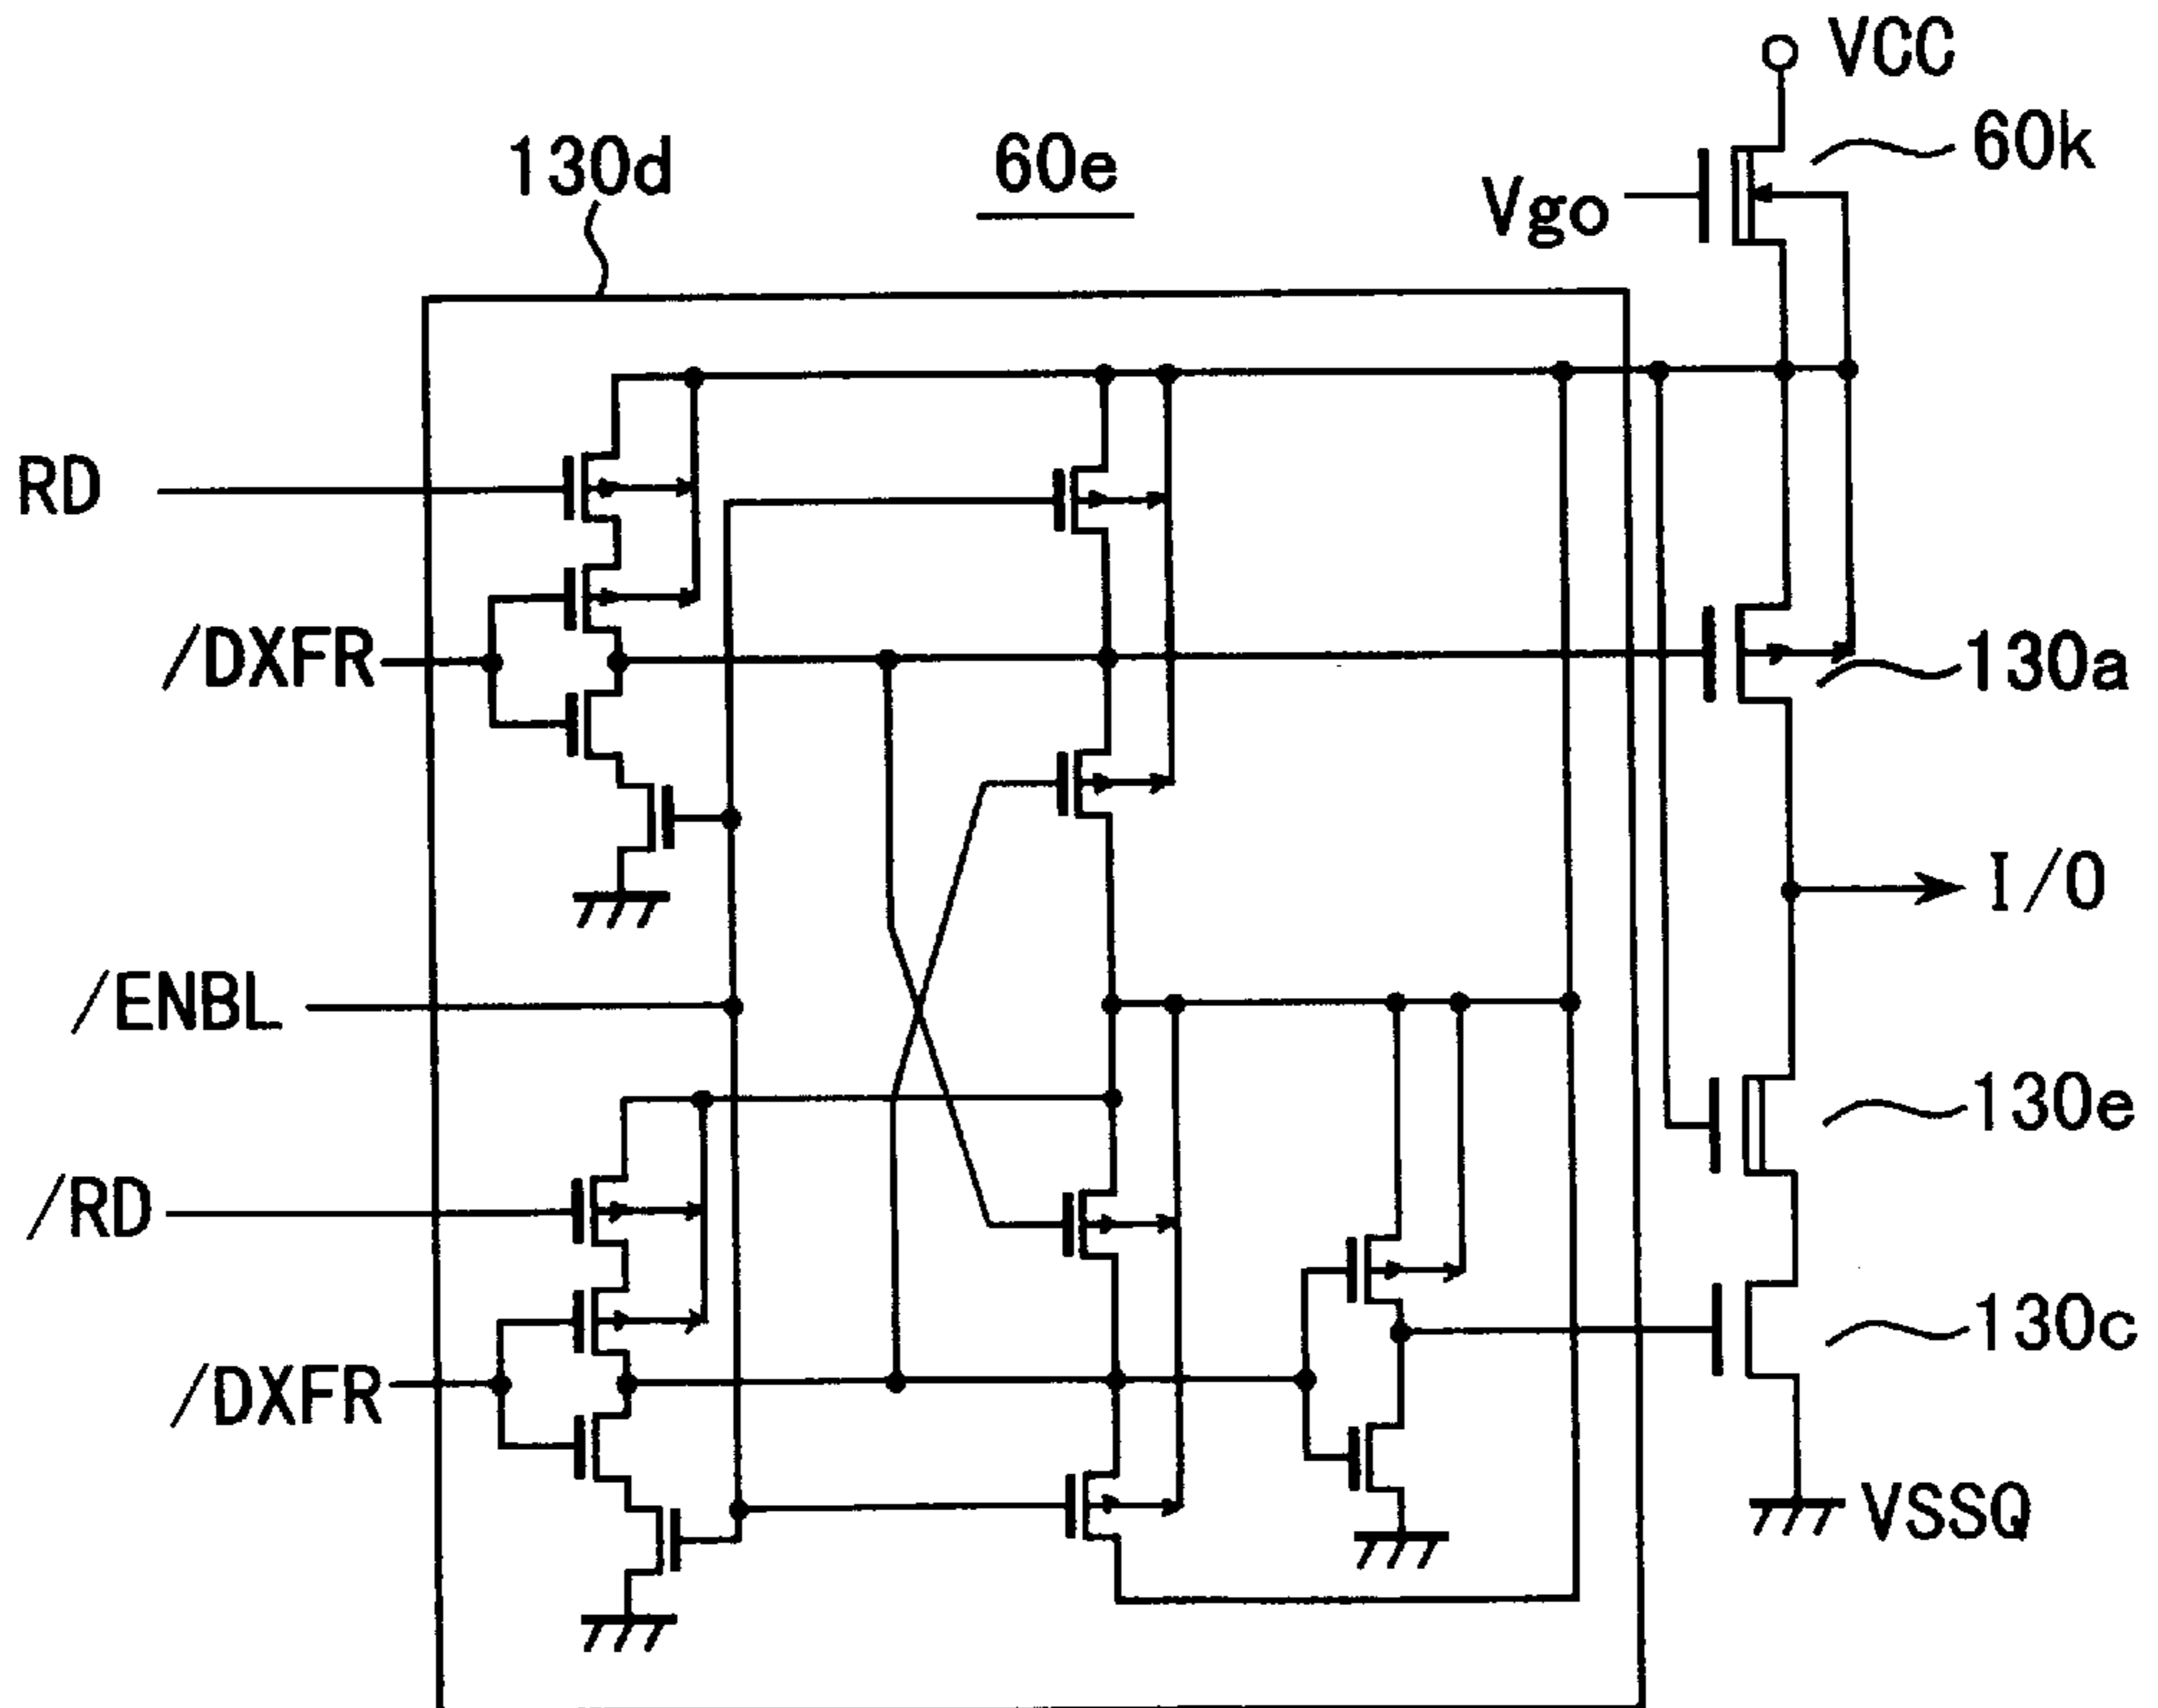 VCC
130d
60e
60k
Vgo
RD
/DXFR
130a
I/O
/ENBL
130e
/RD
130c
/DXFR
VSSQ